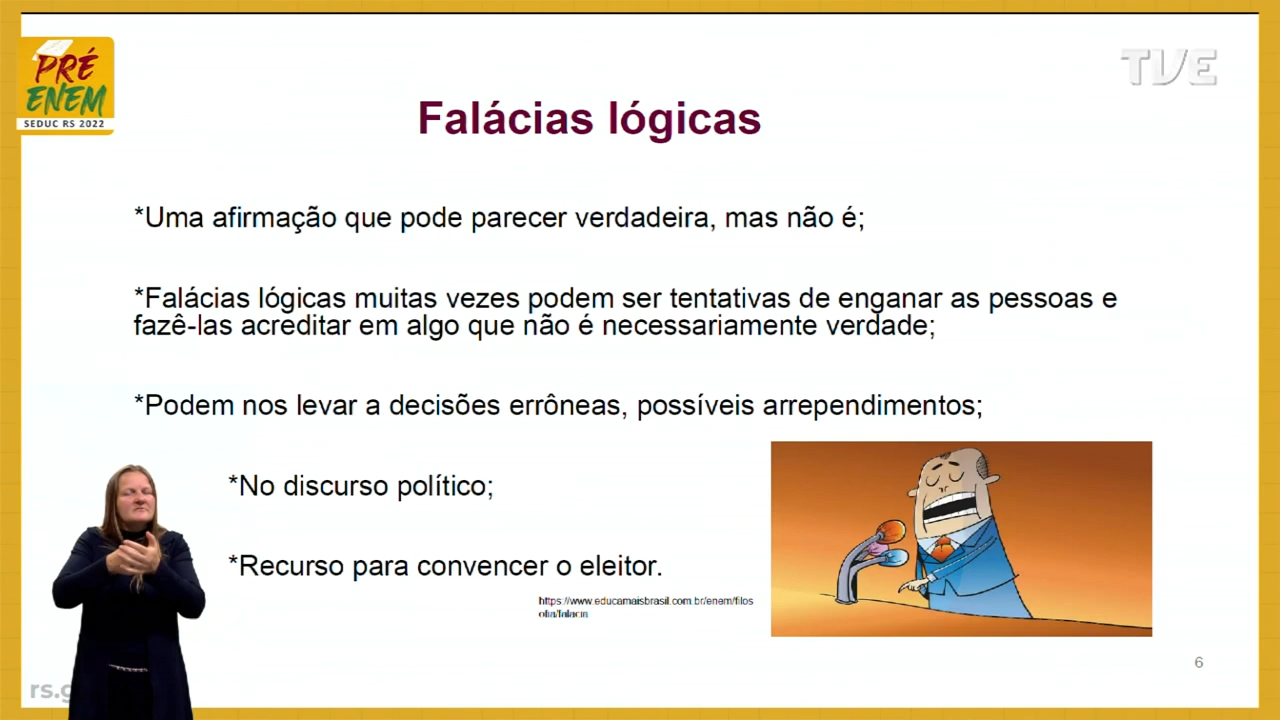 PRÉ
ENEM
SEDUC RS 2022
TVE
Falácias lógicas
*Uma afirmação que pode parecer verdadeira, mas não é;
*Falácias lógicas muitas vezes podem ser tentativas de enganar as pessoas e
fazê-las acreditar em algo que não é necessariamente verdade;
*Podem nos levar a decisões errôneas, possíveis arrependimentos;
*No discurso político;
*Recurso para convencer o eleitor.
https://www.educamaisbrasil.com.br/enem/filos
ofia/falacia
6
rs.g